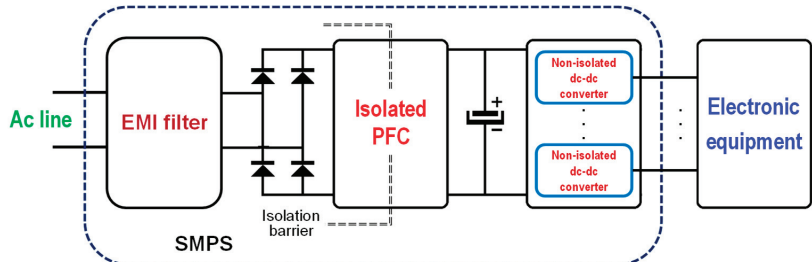 Ac line
EMI filter
Isolation
barrier
SMPS
Isolated
PFC
+
–
Non-isolated
dc-dc
converter
Non-isolated
dc-dc
converter
Electronic
equipment